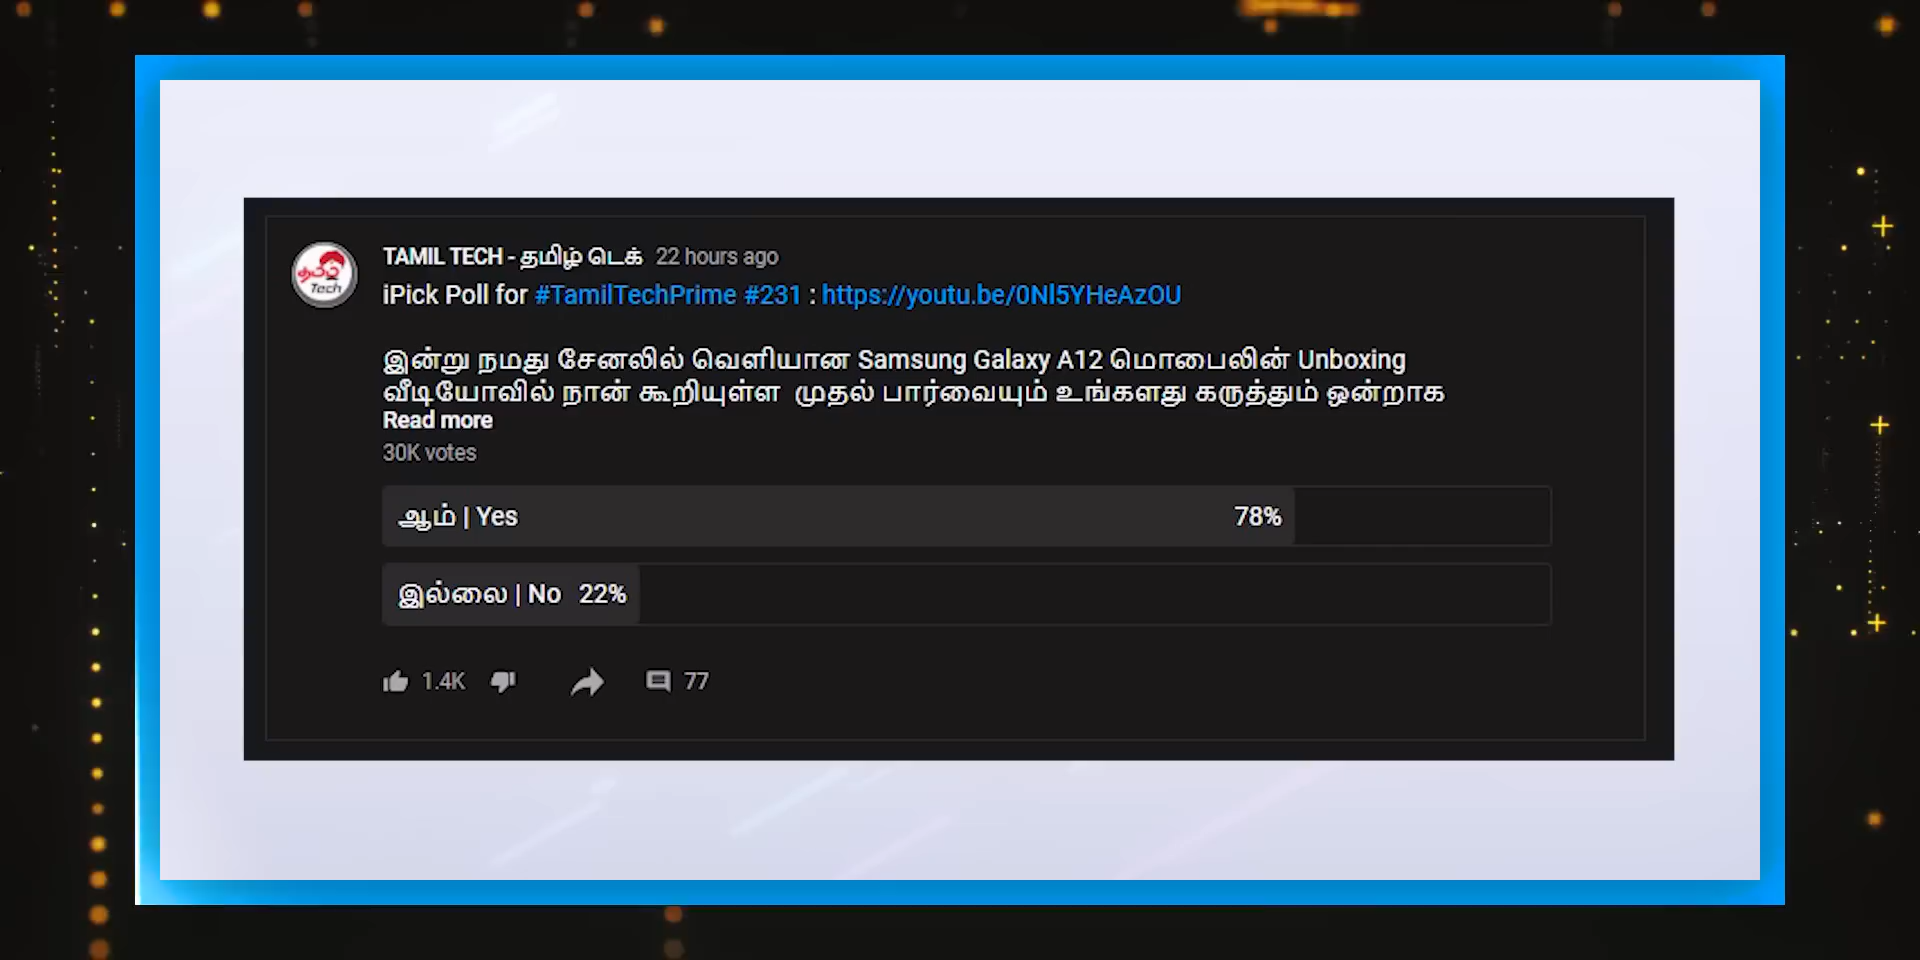 தமிழ்
Tech
TAMIL TECH - தமிழ் டெக் 22 hours ago
iPick Poll for #TamilTechPrime #231 : https://youtu.be/0Nl5YHeAzOU
இன்று நமது சேனலில் வெளியான Samsung Galaxy A12 மொபைலின் Unboxing
வீடியோவில் நான் கூறியுள்ள முதல் பார்வையும் உங்களது கருத்தும் ஒன்றாக
Read more
30K votes
ஆம் | Yes 78%
இல்லை | No 22%
1.4K 77